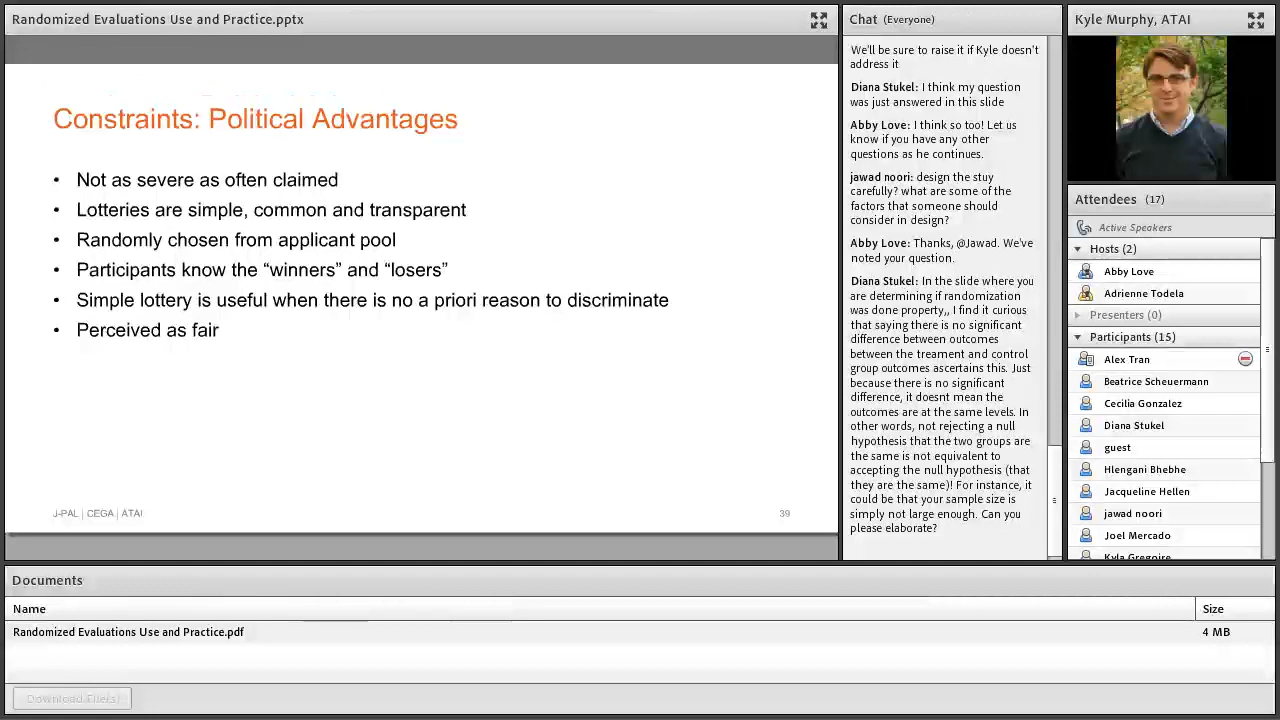 Randomized Evaluations Use and Practice.pptx
Constraints: Political Advantages
• Not as severe as often claimed
• Lotteries are simple, common and transparent
• Randomly chosen from applicant pool
• Participants know the “winners” and “losers”
• Simple lottery is useful when there is no a priori reason to discriminate
• Perceived as fair
J-PAL | CEGA | ATAI
39
Chat (Everyone)
We'll be sure to raise it if Kyle doesn't
address it
Diana Stukel: I think my question
was just answered in this slide
Abby Love: I think so too! Let us
know if you have any other
questions as he continues.
jawad noori: design the stuy
carefully? what are some of the
factors that someone should
consider in design?
Abby Love: Thanks, @Jawad. We've
noted your question.
Diana Stukel: In the slide where you
are determining if randomization
was done property,, I find it curious
that saying there is no significant
difference between outcomes
between the treament and control
group outcomes ascertains this. Just
because there is no significant
difference, it doesnt mean the
outcomes are at the same levels. In
other words, not rejecting a null
hypothesis that the two groups are
the same is not equivalent to
accepting the null hypothesis (that
they are the same)! For instance, it
could be that your sample size is
simply not large enough. Can you
please elaborate?
Kyle Murphy, ATAI
Attendees (17)
Active Speakers
Hosts (2)
Abby Love
Adrienne Todela
Presenters (0)
Participants (15)
Alex Tran
Beatrice Scheuermann
Cecilia Gonzalez
Diana Stukel
guest
Hlengani Bhebhe
Jacqueline Hellen
jawad noori
Joel Mercado
Kyla Gregoire
Documents
Name
Size
Randomized Evaluations Use and Practice.pdf
4 MB
Download File(s)